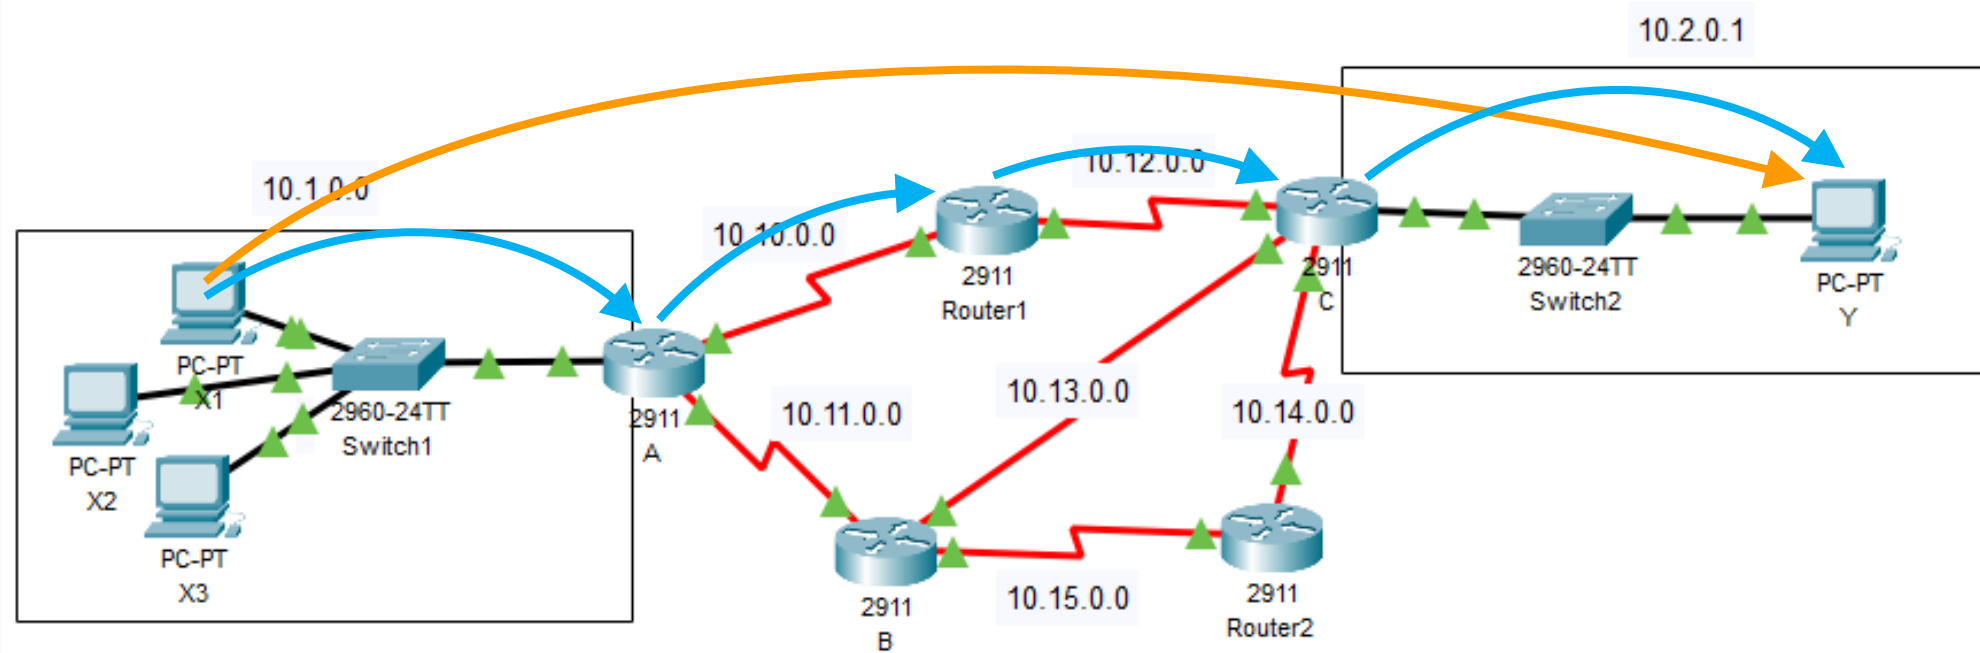 10.2.0.1
10.1.0.0
10.12.0.0
10.10.0.0
2911
Router1
2911
C
2960-24TT
Switch2
PC-PT
Y
PC-PT
X1
2960-24TT
Switch1
2911
A
10.11.0.0
10.13.0.0
10.14.0.0
PC-PT
X2
PC-PT
X3
2911
B
10.15.0.0
2911
Router2